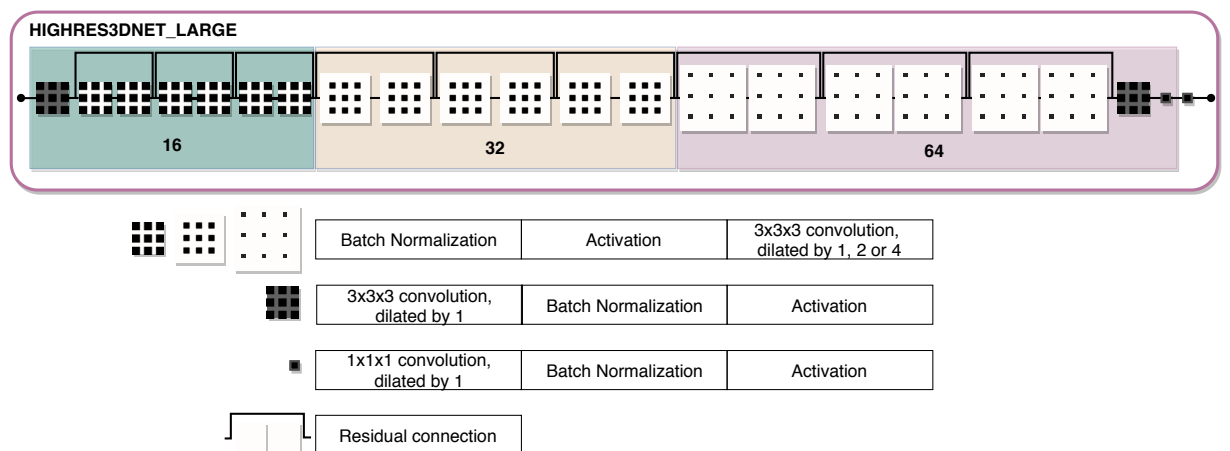 HIGHRES3DNET_LARGE
16
32
64
Batch Normalization
Activation
3x3x3 convolution,
dilated by 1, 2 or 4
3x3x3 convolution,
dilated by 1
Batch Normalization
Activation
1x1x1 convolution,
dilated by 1
Batch Normalization
Activation
Residual connection